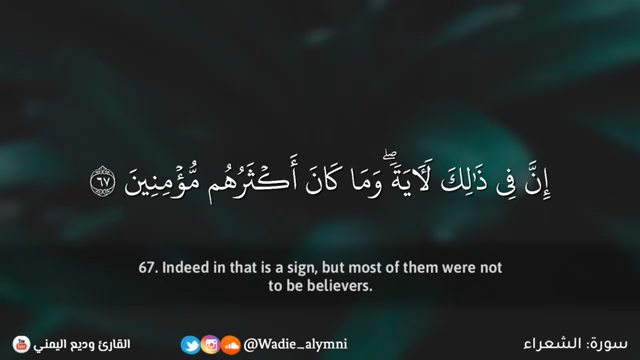 إِنَّ فِى ذَٰلِكَ لَـَٔايَةًۖ وَمَا كَانَ أَكْثَرُهُم مُّؤْمِنِينَ ٦٧
67. Indeed in that is a sign, but most of them were not
to be believers.
القارئ وديع اليمني @Wadie_alymni سورة: الشعراء